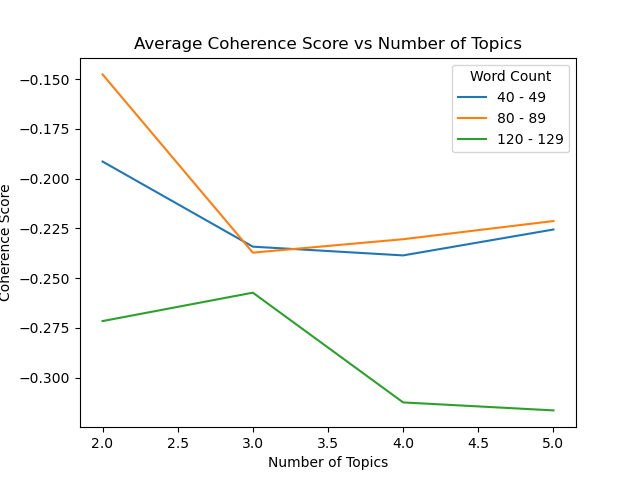 Average Coherence Score vs Number of Topics
Word Count
40 - 49
80 - 89
120 - 129
−0.150
−0.175
−0.200
−0.225
−0.250
−0.275
−0.300
Coherence Score
2.0 2.5 3.0 3.5 4.0 4.5 5.0
Number of Topics